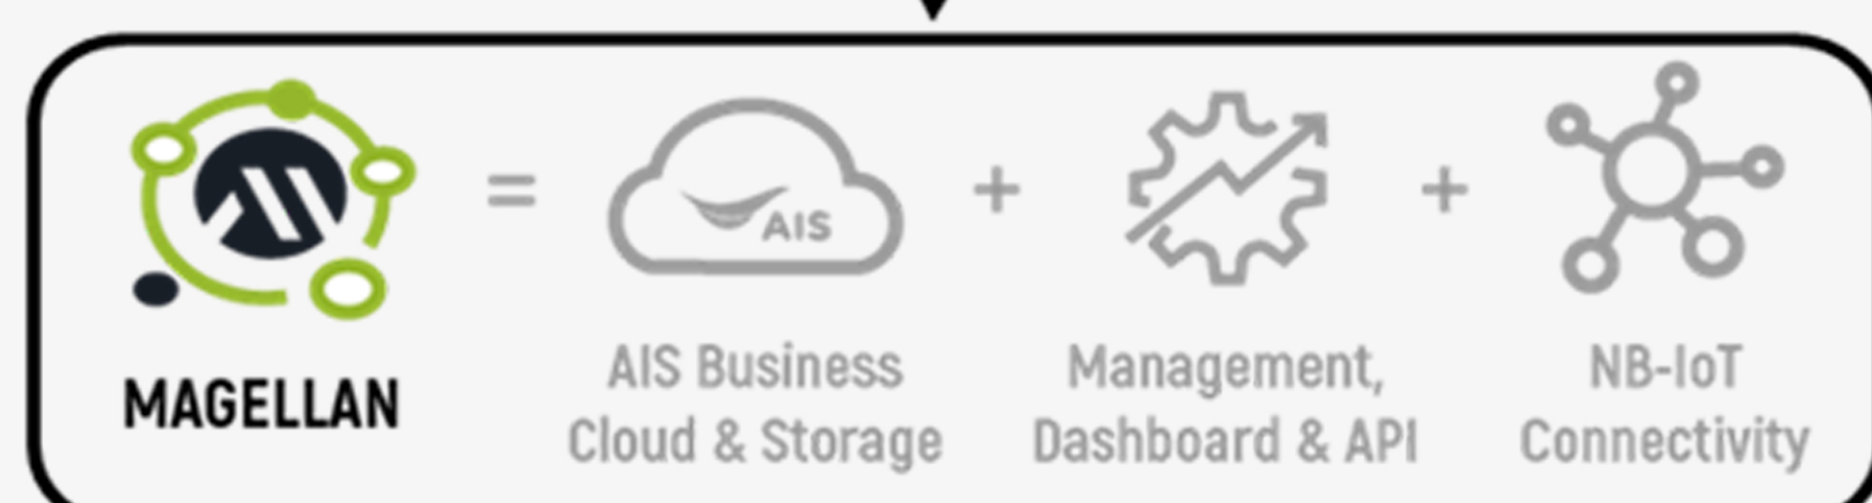 =
AIS
+
+
MAGELLAN
AIS Business
Cloud & Storage
Management,
Dashboard & API
NB-IoT
Connectivity